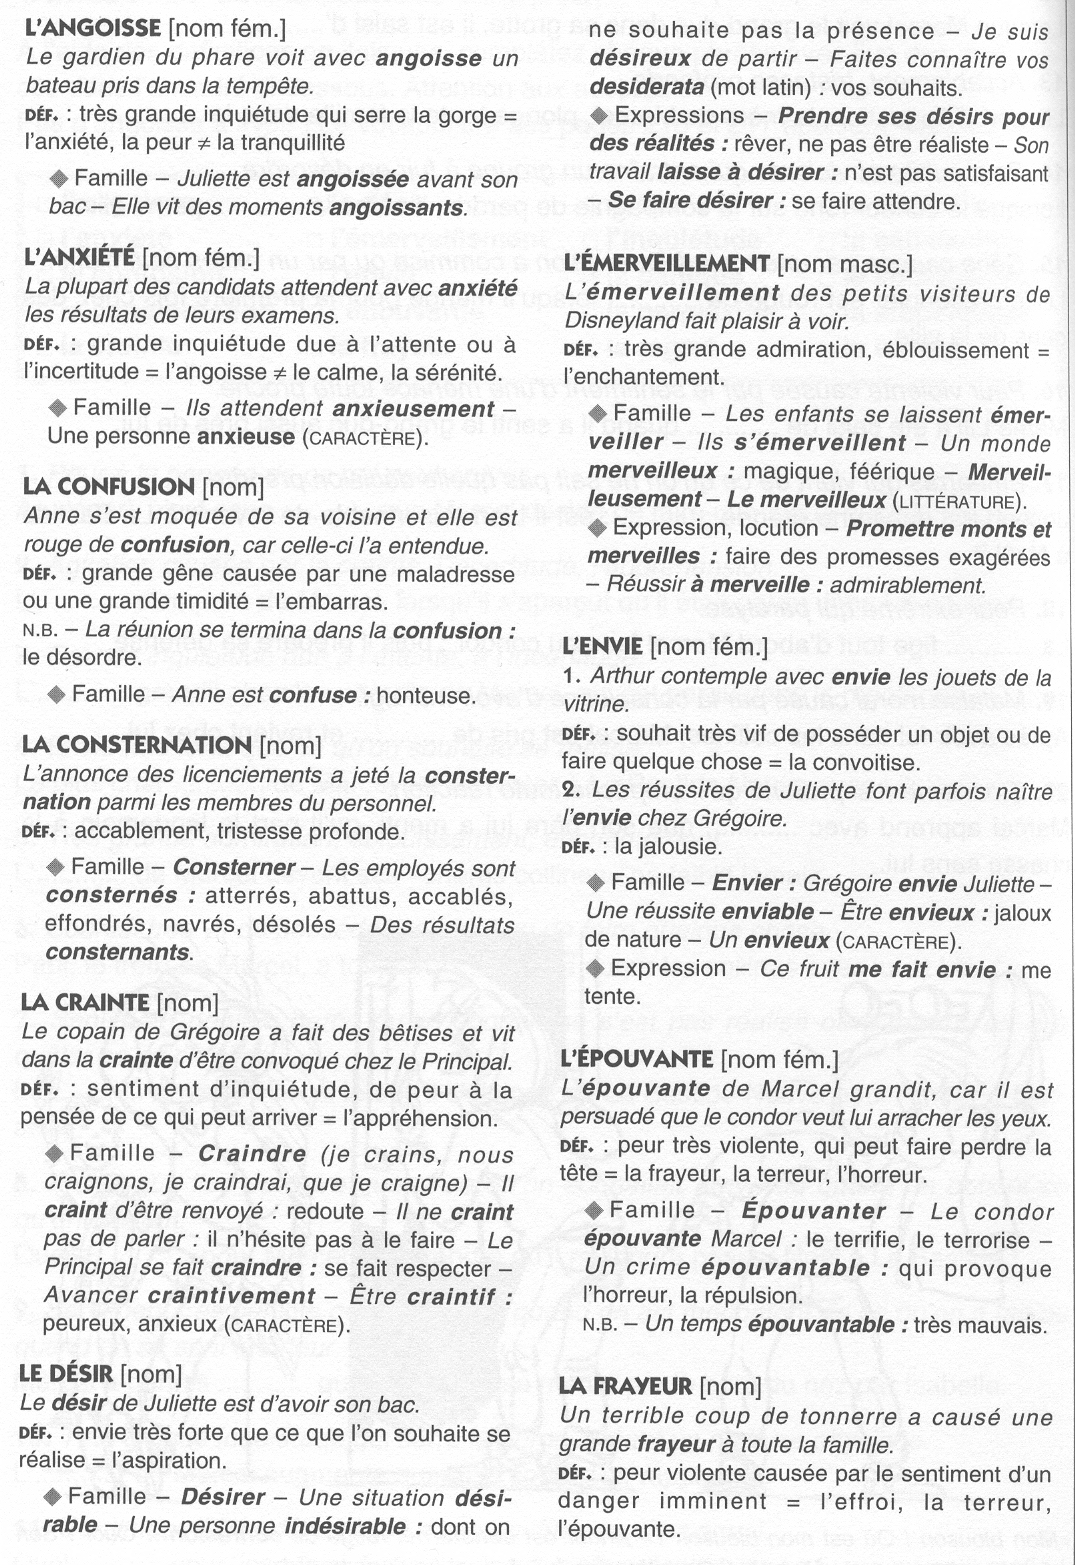 L'ANGOISSE [nom fém.]
Le gardien du phare voit avec angoisse un
bateau pris dans la tempête.
DÉF. : très grande inquiétude qui serre la gorge =
l'anxiété, la peur ≠ la tranquillité
◆ Famille – Juliette est angoissée avant son
bac – Elle vit des moments angoissants.
L'ANXIÉTÉ [nom fém.]
La plupart des candidats attendent avec anxiété
les résultats de leurs examens.
DÉF. : grande inquiétude due à l'attente ou à
l'incertitude = l'angoisse ≠ le calme, la sérénité.
◆ Famille – Ils attendent anxieusement –
Une personne anxieuse (CARACTÈRE).
LA CONFUSION [nom]
Anne s'est moquée de sa voisine et elle est
rouge de confusion, car celle-ci l'a entendue.
DÉF. : grande gêne causée par une maladresse
ou une grande timidité = l'embarras.
N.B. – La réunion se termina dans la confusion :
le désordre.
◆ Famille – Anne est confuse : honteuse.
LA CONSTERNATION [nom]
L'annonce des licenciements a jeté la conster-
nation parmi les membres du personnel.
DÉF. : accablement, tristesse profonde.
◆ Famille – Consterner – Les employés sont
consternés : atterrés, abattus, accablés,
effondrés, navrés, désolés – Des résultats
consternants.
LA CRAINTE [nom]
Le copain de Grégoire a fait des bêtises et vit
dans la crainte d'être convoqué chez le Principal.
DÉF. : sentiment d'inquiétude, de peur à la
pensée de ce qui peut arriver = l'appréhension.
◆ Famille – Craindre (je crains, nous
craignons, je craindrai, que je craigne) – Il
craint d'être renvoyé : redoute – Il ne craint
pas de parler : il n'hésite pas à le faire – Le
Principal se fait craindre : se fait respecter –
Avancer craintivement – Être craintif :
peureux, anxieux (CARACTÈRE).
LE DÉSIR [nom]
Le désir de Juliette est d'avoir son bac.
DÉF. : envie très forte que ce que l'on souhaite se
réalise = l'aspiration.
◆ Famille – Désirer – Une situation dési-
rable – Une personne indésirable : dont on
ne souhaite pas la présence – Je suis
désireux de partir – Faites connaître vos
desiderata (mot latin) : vos souhaits.
◆ Expressions – Prendre ses désirs pour
des réalités : rêver, ne pas être réaliste – Son
travail laisse à désirer : n'est pas satisfaisant
– Se faire désirer : se faire attendre.
L'ÉMERVEILLEMENT [nom masc.]
L'émerveillement des petits visiteurs de
Disneyland fait plaisir à voir.
DÉF. : très grande admiration, éblouissement =
l'enchantement.
◆ Famille – Les enfants se laissent émer-
veiller – Ils s'émerveillent – Un monde
merveilleux : magique, féérique – Merveil-
leusement – Le merveilleux (LITTÉRATURE).
◆ Expression, locution – Promettre monts et
merveilles : faire des promesses exagérées
– Réussir à merveille : admirablement.
L'ENVIE [nom fém.]
1. Arthur contemple avec envie les jouets de la
vitrine.
DÉF. : souhait très vif de posséder un objet ou de
faire quelque chose = la convoitise.
2. Les réussites de Juliette font parfois naître
l'envie chez Grégoire.
DÉF. : la jalousie.
◆ Famille – Envier : Grégoire envie Juliette –
Une réussite enviable – Être envieux : jaloux
de nature – Un envieux (CARACTÈRE).
◆ Expression – Ce fruit me fait envie : me
tente.
L'ÉPOUVANTE [nom fém.]
L'épouvante de Marcel grandit, car il est
persuadé que le condor veut lui arracher les yeux.
DÉF. : peur très violente, qui peut faire perdre la
tête = la frayeur, la terreur, l'horreur.
◆ Famille – Épouvanter – Le condor
épouvante Marcel : le terrifie, le terrorise –
Un crime épouvantable : qui provoque
l'horreur, la répulsion.
N.B. – Un temps épouvantable : très mauvais.
LA FRAYEUR [nom]
Un terrible coup de tonnerre a causé une
grande frayeur à toute la famille.
DÉF. : peur violente causée par le sentiment d'un
danger imminent = l'effroi, la terreur,
l'épouvante.